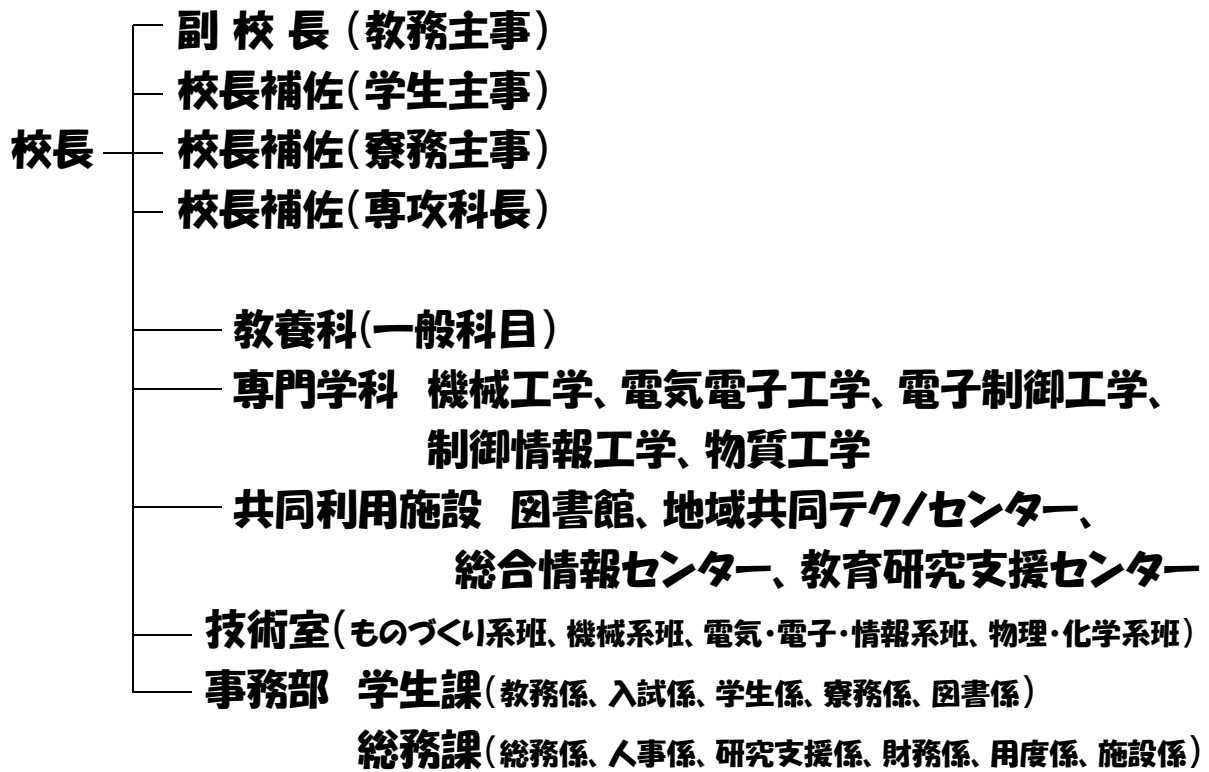 副 校 長 (教務主事)
校長補佐(学生主事)
校長 校長補佐(寮務主事)
校長補佐(専攻科長)
教養科(一般科目)
専門学科 機械工学、電気電子工学、電子制御工学、
制御情報工学、物質工学
共同利用施設 図書館、地域共同テクノセンター、
総合情報センター、教育研究支援センター
技術室(ものづくり系班、機械系班、電気・電子・情報系班、物理・化学系班)
事務部 学生課(教務係、入試係、学生係、寮務係、図書係)
総務課(総務係、人事係、研究支援係、財務係、用度係、施設係)